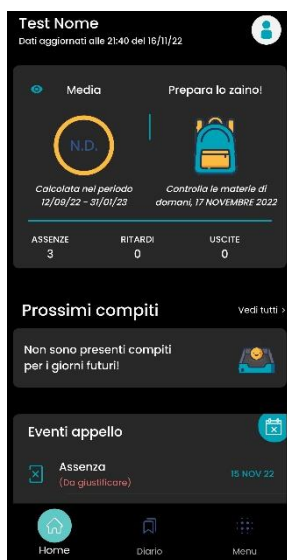 Test Nome
Dati aggiornati alle 21:40 del 16/11/22
Media
Prepara lo zaino!
N.D.
Calcolata nel periodo
12/09/22 - 31/01/23
Controlla le materie di
domani, 17 NOVEMBRE 2022
ASSENZE RITARDI USCITE
3 0 0
Prossimi compiti Vedi tutti >
Non sono presenti compiti
per i giorni futuri!
Eventi appello
Assenza
(Da giustificare)
15 NOV 22
Home Diario Menu